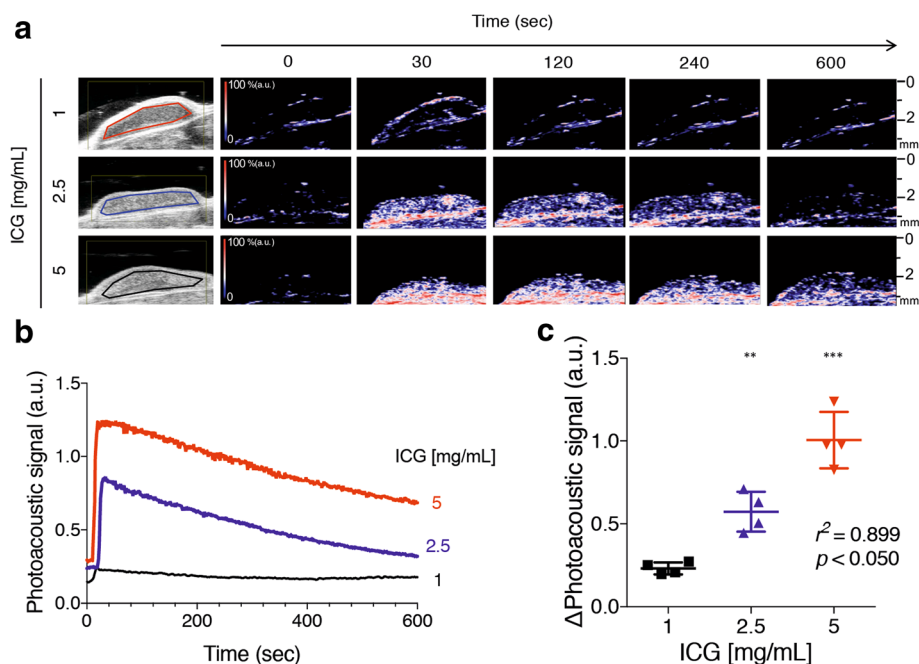 a
Time (sec)
0 30 120 240 600
ICG [mg/mL]
1
100 %(a.u.)
0
0
2
mm
2.5
100 %(a.u.)
0
0
2
mm
5
100 %(a.u.)
0
0
2
mm
b
Photoacoustic signal (a.u.)
1.5
1.0
0.5
0.0
0 200 400 600
Time (sec)
ICG [mg/mL]
5
2.5
1
c
ΔPhotoacoustic signal (a.u.)
1.5
1.0
0.5
0.0
** ***
r² = 0.899
p < 0.050
1 2.5 5
ICG [mg/mL]